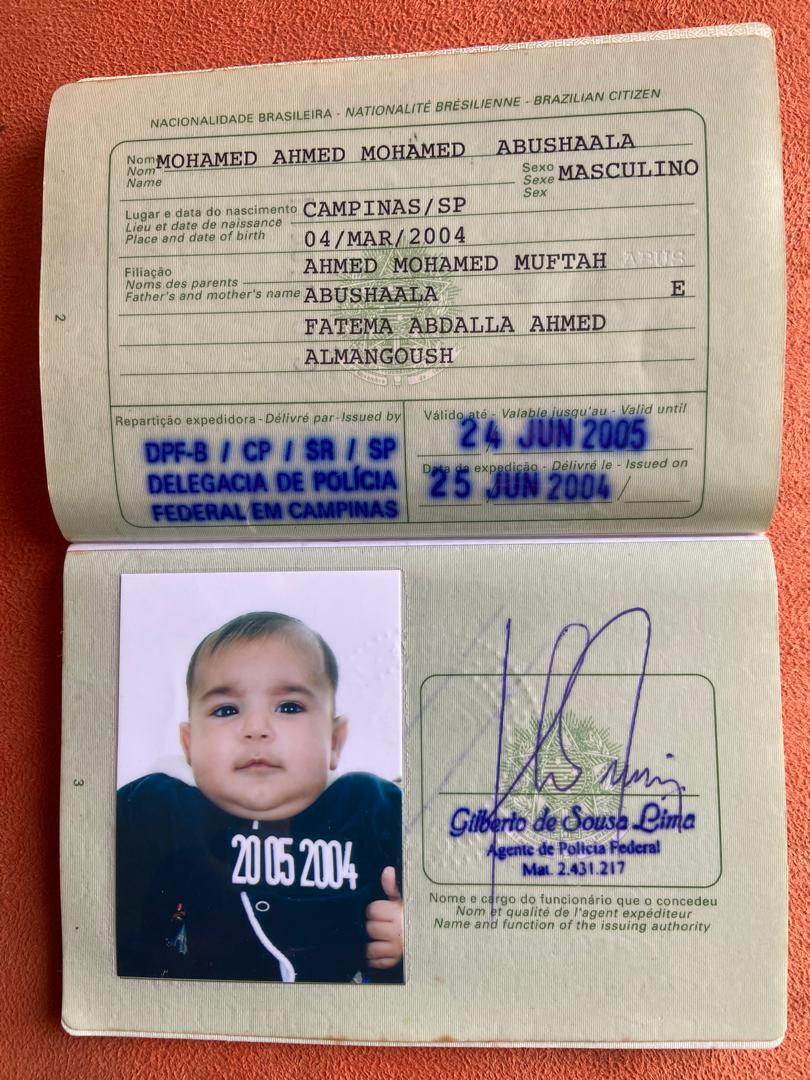 NACIONALIDADE BRASILEIRA - NATIONALITÉ BRÉSILIENNE - BRAZILIAN CITIZEN
Nome MOHAMED AHMED MOHAMED ABUSHAALA
Nom
Name
Sexo MASCULINO
Sexe
Sex
Lugar e data do nascimento CAMPINAS/SP
Lieu et date de naissance
Place and date of birth 04/MAR/2004
Filiação AHMED MOHAMED MUFTAH ABUS
Noms des parents
Father's and mother's name ABUSHAALA E
FATEMA ABDALLA AHMED
ALMANGOUSH
2
Repartição expedidora - Délivré par - Issued by
DPF-B / CP / SR / SP
DELEGACIA DE POLÍCIA
FEDERAL EM CAMPINAS
Válido até - Valable jusqu'au - Valid until
24 JUN 2005
Data da expedição - Délivré le - Issued on
25 JUN 2004
3
20 05 2004
Gilberto de Sousa Lima
Agente de Polícia Federal
Mat. 2.431.217
Nome e cargo do funcionário que o concedeu
Nom et qualité de l'agent expéditeur
Name and function of the issuing authority